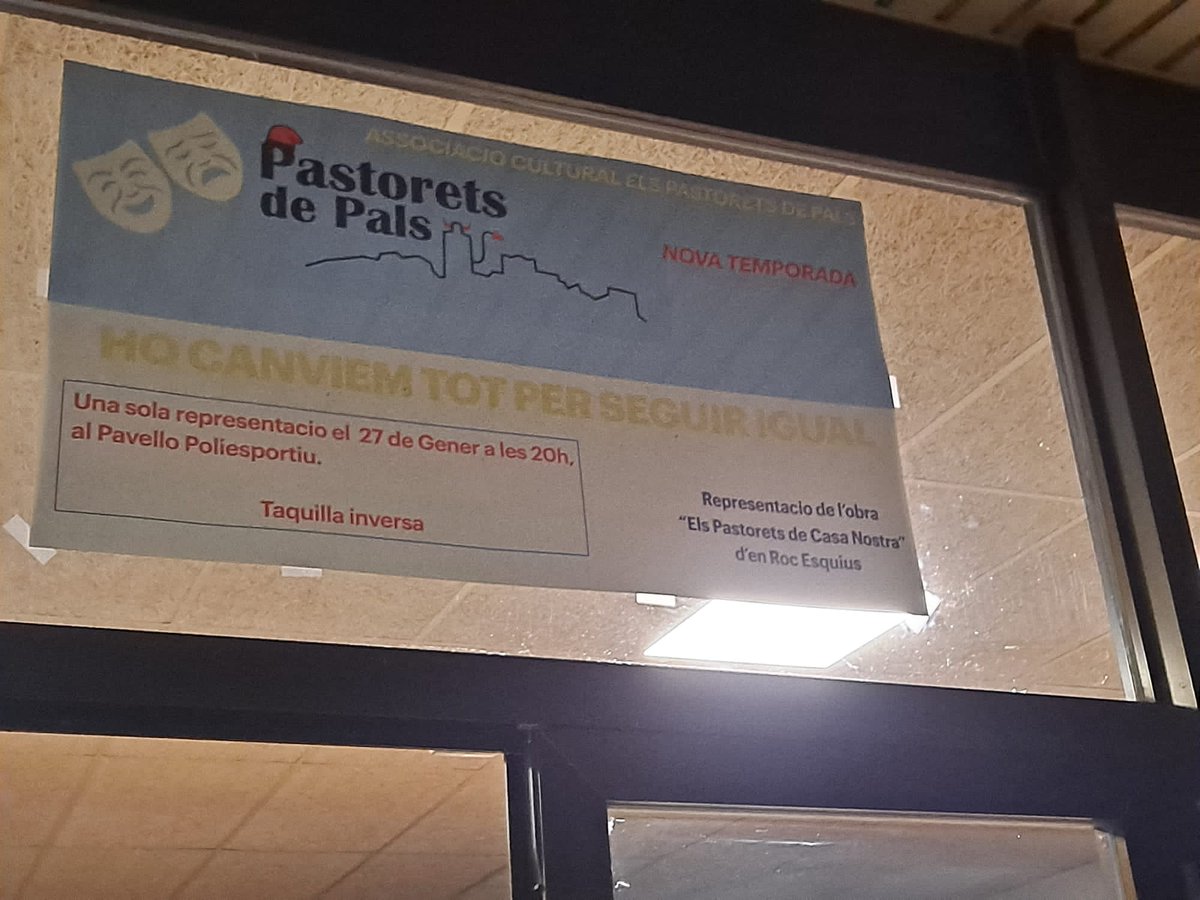 ASSOCIACIO CULTURAL ELS PASTORETS DE PALS
Pastorets
de Pals
NOVA TEMPORADA
HO CANVIEM TOT PER SEGUIR IGUAL
Una sola representacio el 27 de Gener a les 20h,
al Pavello Poliesportiu.
Taquilla inversa
Representacio de l'obra
"Els Pastorets de Casa Nostra"
d'en Roc Esquius